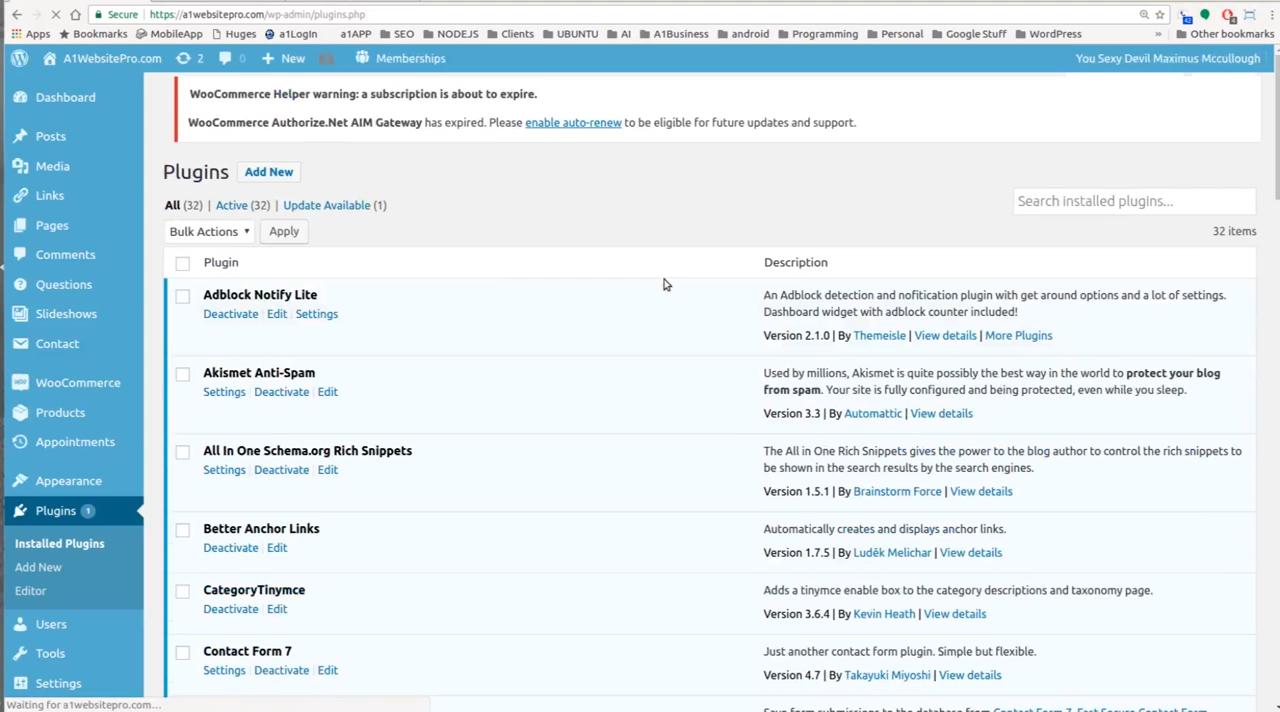 Secure https://a1websitepro.com/wp-admin/plugins.php
Apps Bookmarks MobileApp Huges a1LogIn a1APP SEO NODEJS Clients UBUNTU AI A1Business android Programming Personal Google Stuff WordPress » Other bookmarks
A1WebsitePro.com 2 0 + New Memberships You Sexy Devil Maximus Mccullough
Dashboard
Posts
Media
Links
Pages
Comments
Questions
Slideshows
Contact
WooCommerce
Products
Appointments
Appearance
Plugins 1
Installed Plugins
Add New
Editor
Users
Tools
Settings
WooCommerce Helper warning: a subscription is about to expire.
WooCommerce Authorize.Net AIM Gateway has expired. Please enable auto-renew to be eligible for future updates and support.
Plugins Add New
All (32) | Active (32) | Update Available (1)
Search installed plugins...
Bulk Actions Apply
32 items
Plugin Description
Adblock Notify Lite
Deactivate | Edit | Settings
An Adblock detection and nofitication plugin with get around options and a lot of settings.
Dashboard widget with adblock counter included!
Version 2.1.0 | By Themeisle | View details | More Plugins
Akismet Anti-Spam
Settings | Deactivate | Edit
Used by millions, Akismet is quite possibly the best way in the world to protect your blog
from spam. Your site is fully configured and being protected, even while you sleep.
Version 3.3 | By Automattic | View details
All In One Schema.org Rich Snippets
Settings | Deactivate | Edit
The All in One Rich Snippets gives the power to the blog author to control the rich snippets to
be shown in the search results by the search engines.
Version 1.5.1 | By Brainstorm Force | View details
Better Anchor Links
Deactivate | Edit
Automatically creates and displays anchor links.
Version 1.7.5 | By Luděk Melichar | View details
CategoryTinymce
Deactivate | Edit
Adds a tinymce enable box to the category descriptions and taxonomy page.
Version 3.6.4 | By Kevin Heath | View details
Contact Form 7
Settings | Deactivate | Edit
Just another contact form plugin. Simple but flexible.
Version 4.7 | By Takayuki Miyoshi | View details
Save form submissions to the database from Contact Form 7, Fast Secure Contact Form
Waiting for a1websitepro.com...